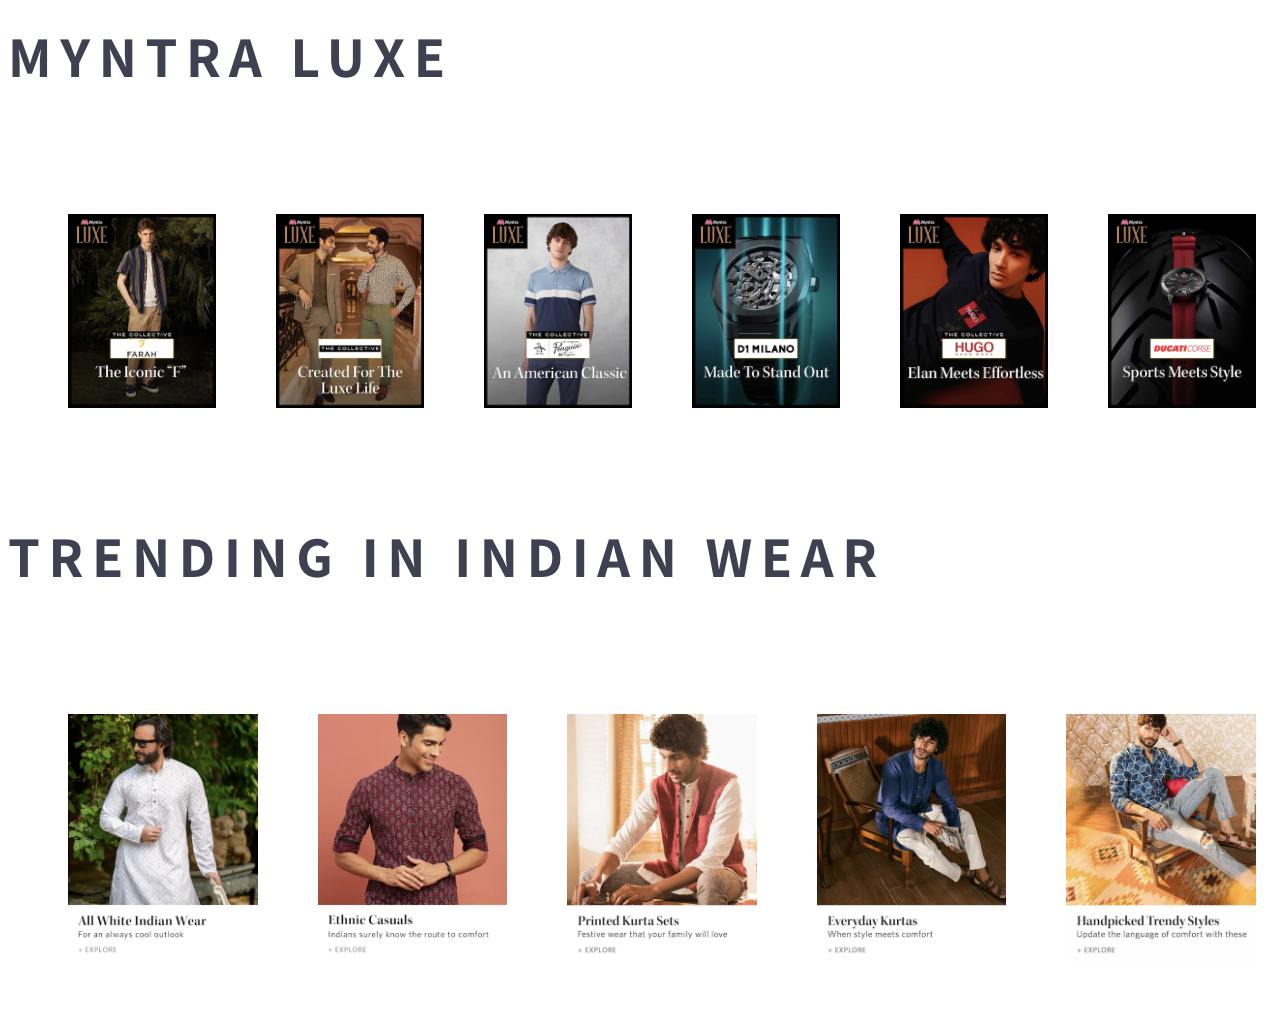 MYNTRA LUXE
Myntra
LUXE
THE COLLECTIVE
FARAH
The Iconic “F”
Myntra
LUXE
THE COLLECTIVE
Created For The
Luxe Life
Myntra
LUXE
THE COLLECTIVE
Penguin
An American Classic
Myntra
LUXE
D1 MILANO
Made To Stand Out
Myntra
LUXE
THE COLLECTIVE
HUGO
HUGO BOSS
Elan Meets Effortless
Myntra
LUXE
DUCATI CORSE
Sports Meets Style
TRENDING IN INDIAN WEAR
All White Indian Wear
For an always cool outlook
+ EXPLORE
Ethnic Casuals
Indians surely know the route to comfort
+ EXPLORE
Printed Kurta Sets
Festive wear that your family will love
+ EXPLORE
Everyday Kurtas
When style meets comfort
+ EXPLORE
Handpicked Trendy Styles
Update the language of comfort with these
+ EXPLORE